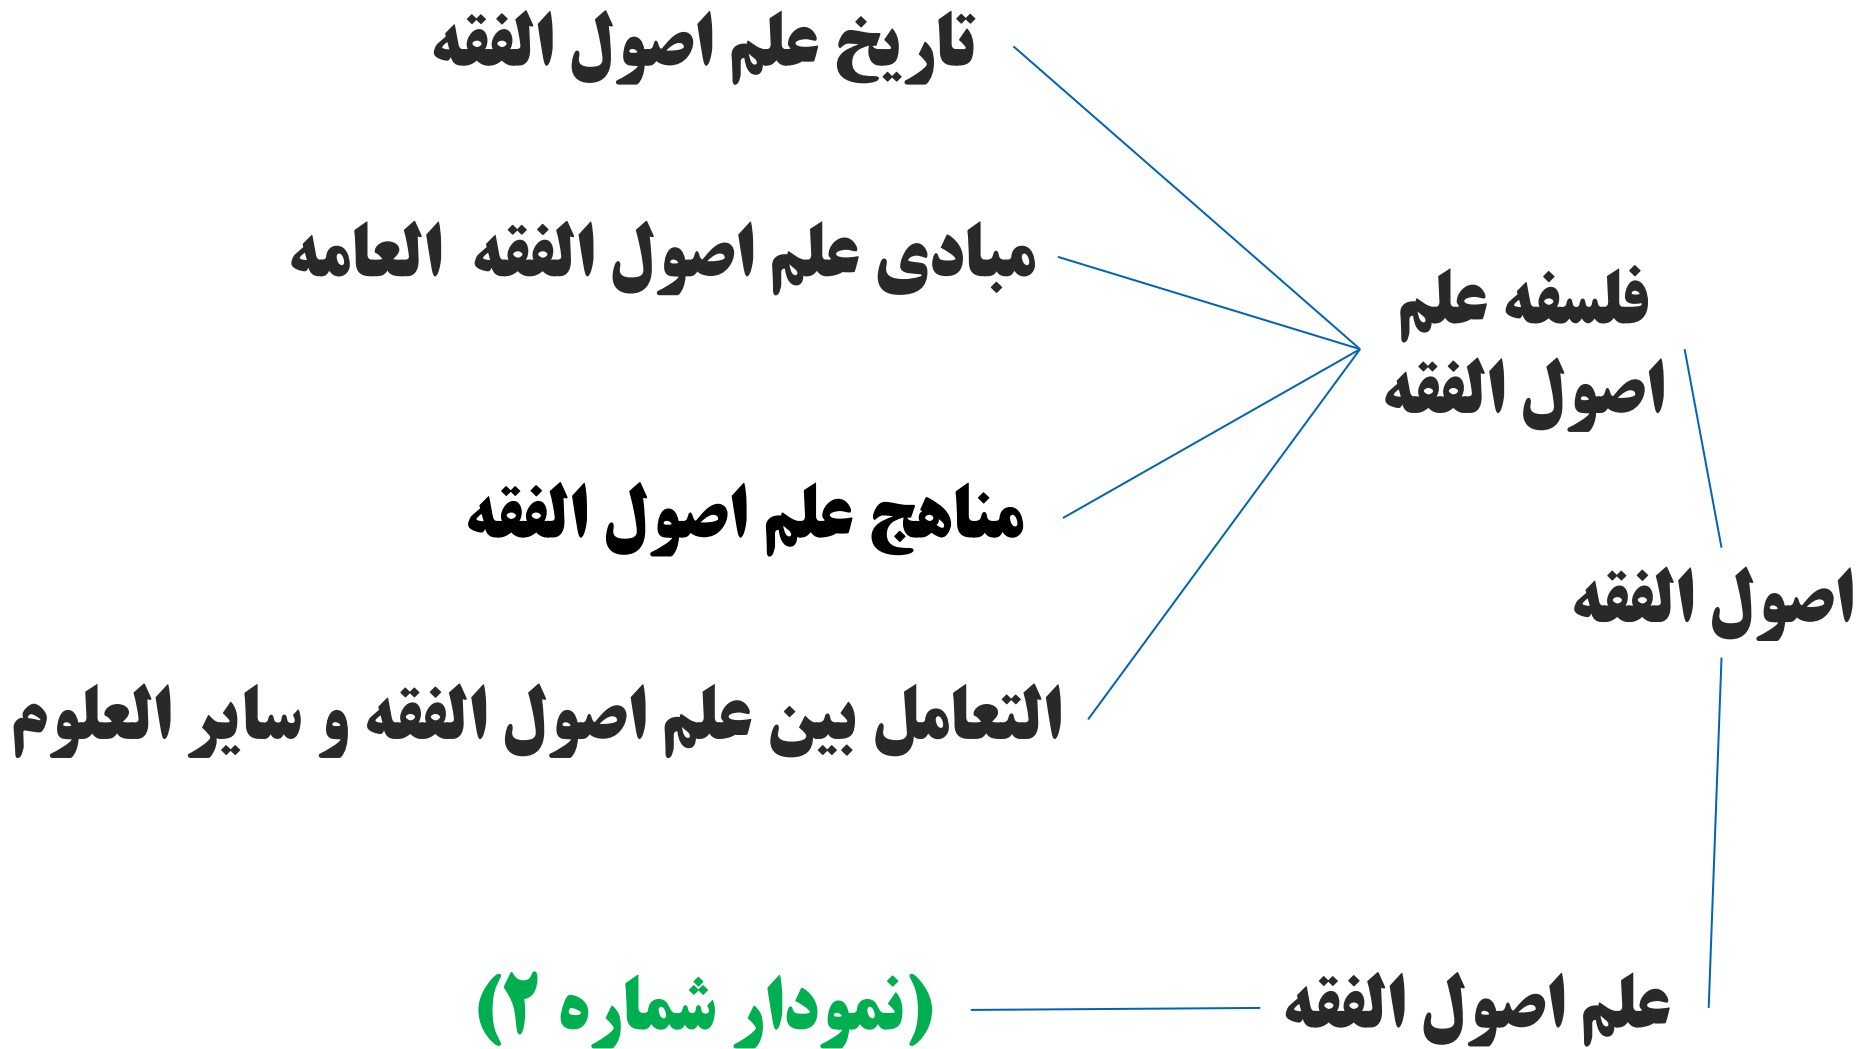 تاریخ علم اصول الفقه
مبادی علم اصول الفقه العامه
فلسفه علم
اصول الفقه
مناهج علم اصول الفقه
اصول الفقه
التعامل بین علم اصول الفقه و سایر العلوم
علم اصول الفقه
(نمودار شماره ۲)